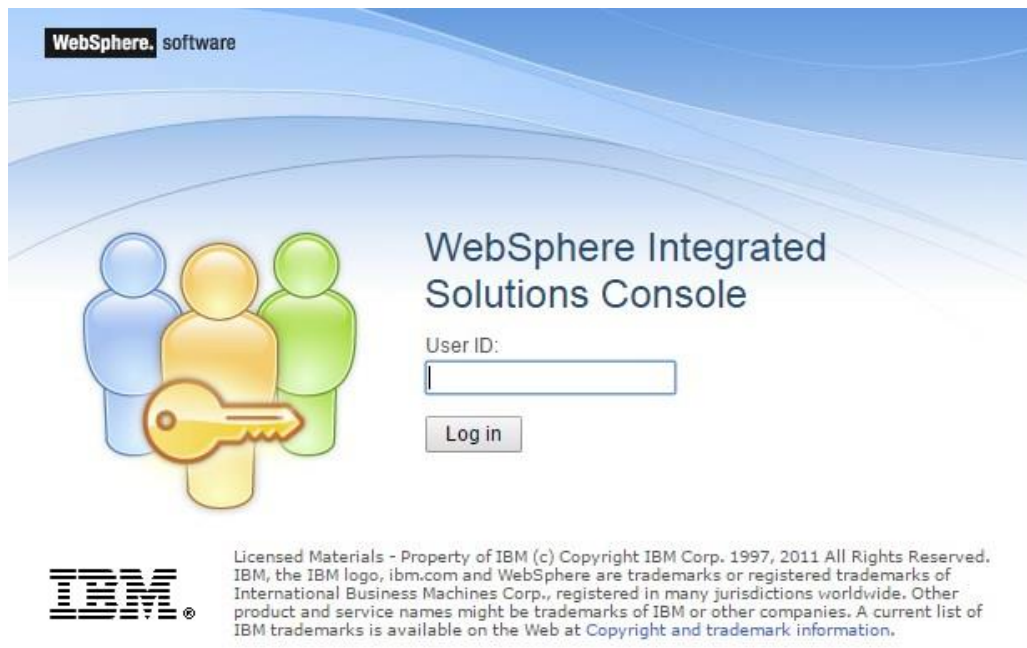 WebSphere. software
WebSphere Integrated
Solutions Console
User ID:
Log in
IBM®
Licensed Materials - Property of IBM (c) Copyright IBM Corp. 1997, 2011 All Rights Reserved.
IBM, the IBM logo, ibm.com and WebSphere are trademarks or registered trademarks of
International Business Machines Corp., registered in many jurisdictions worldwide. Other
product and service names might be trademarks of IBM or other companies. A current list of
IBM trademarks is available on the Web at Copyright and trademark information.